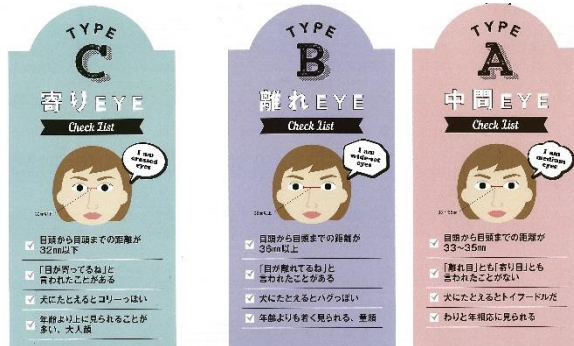 TYPE
C
寄りEYE
Check List
I am
crossed
eyes
目頭から目頭までの距離が
32mm以下
「目が寄ってるね」と
言われたことがある
犬にたとえるとコリーっぽい
年齢より上に見られることが
多い、大人顔
TYPE
B
離れEYE
Check List
I am
wide-set
eyes
目頭から目頭までの距離が
36mm以上
「目が離れてるね」と
言われたことがある
犬にたとえるとパグっぽい
年齢よりも若く見られる、童顔
TYPE
A
中間EYE
Check List
I am
medium
eyes
目頭から目頭までの距離が
33〜35mm
「離れ目」とも「寄り目」とも
言われたことがない
犬にたとえるとトイプードルだ
わりと年相応に見られる